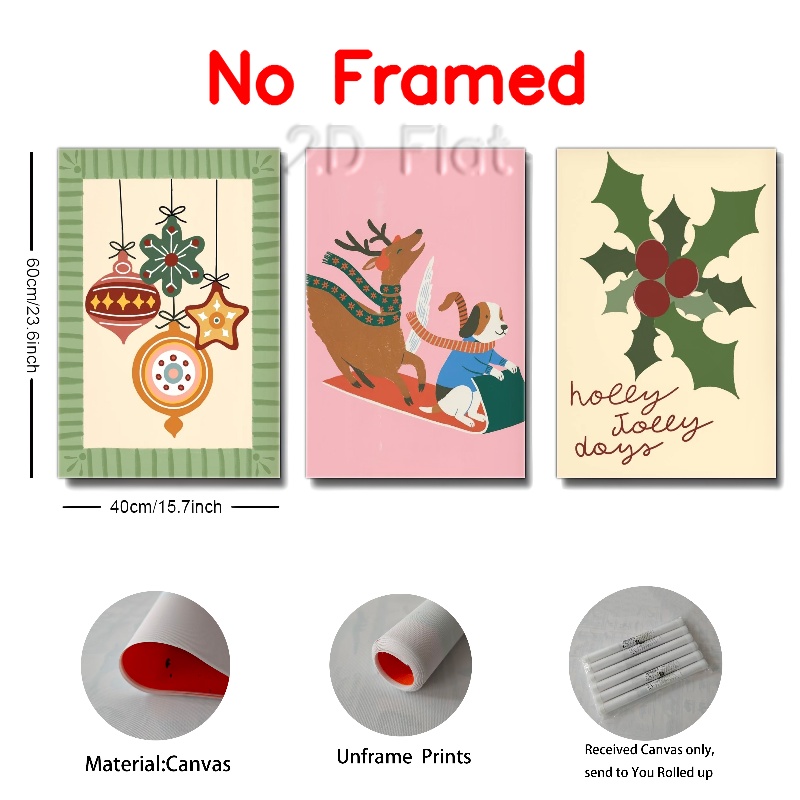 No Framed
2D Flat
60cm/23.6inch
holly
Jolly
days
40cm/15.7inch
Material:Canvas
Unframe Prints
Received Canvas only,
send to You Rolled up